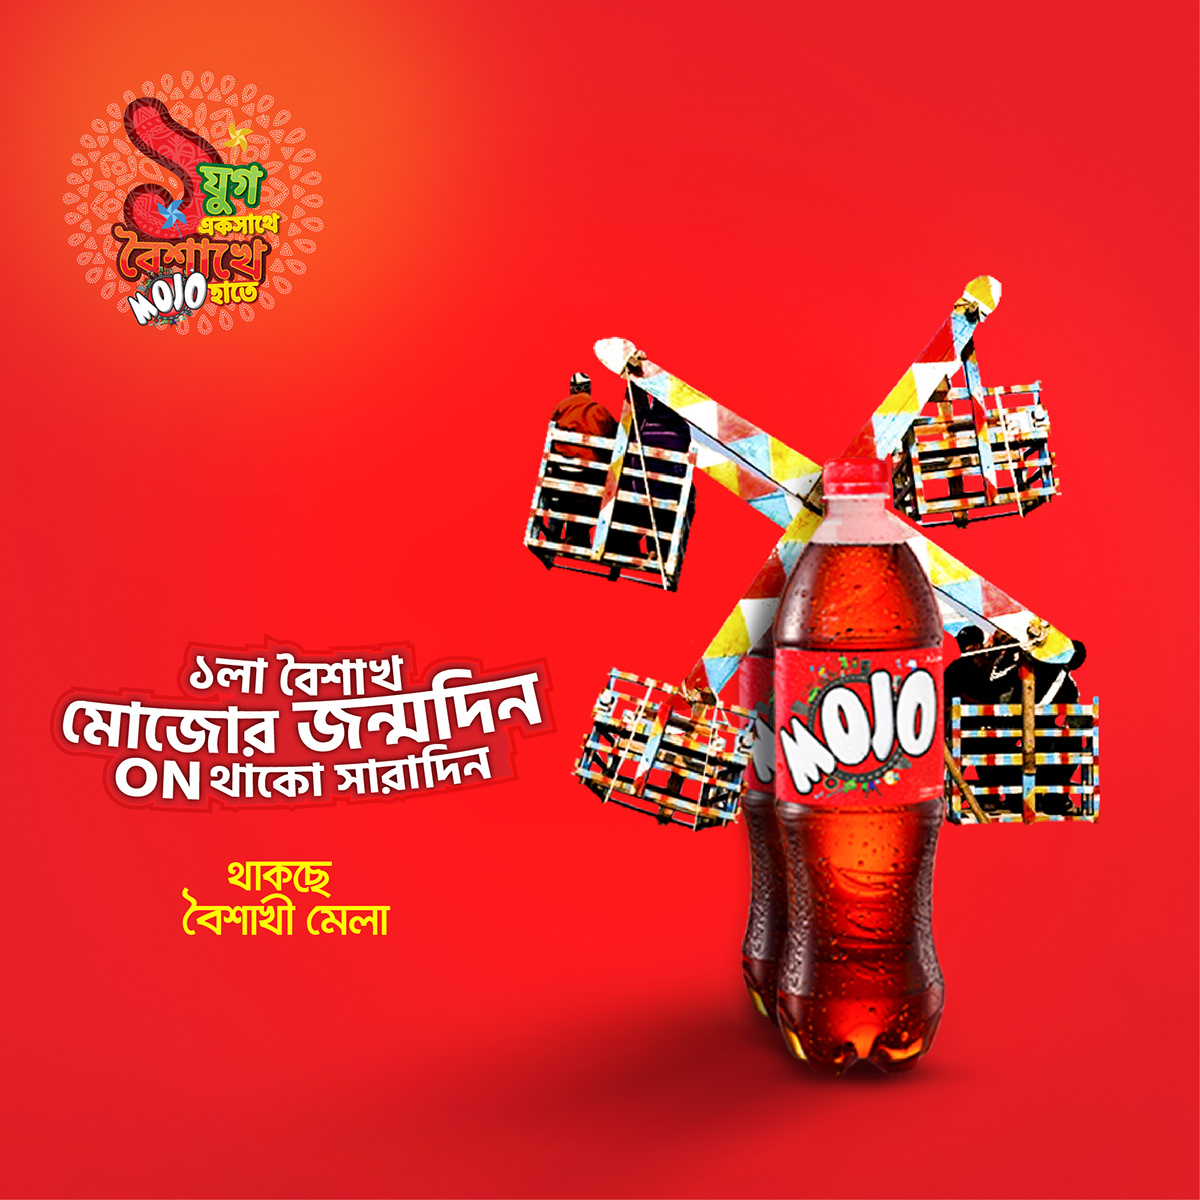 ১ যুগ
একসাথে
বৈশাখে
MOJO হাতে
১লা বৈশাখ
মোজোর জন্মদিন
ON থাকো সারাদিন
থাকছে
বৈশাখী মেলা
MOJO